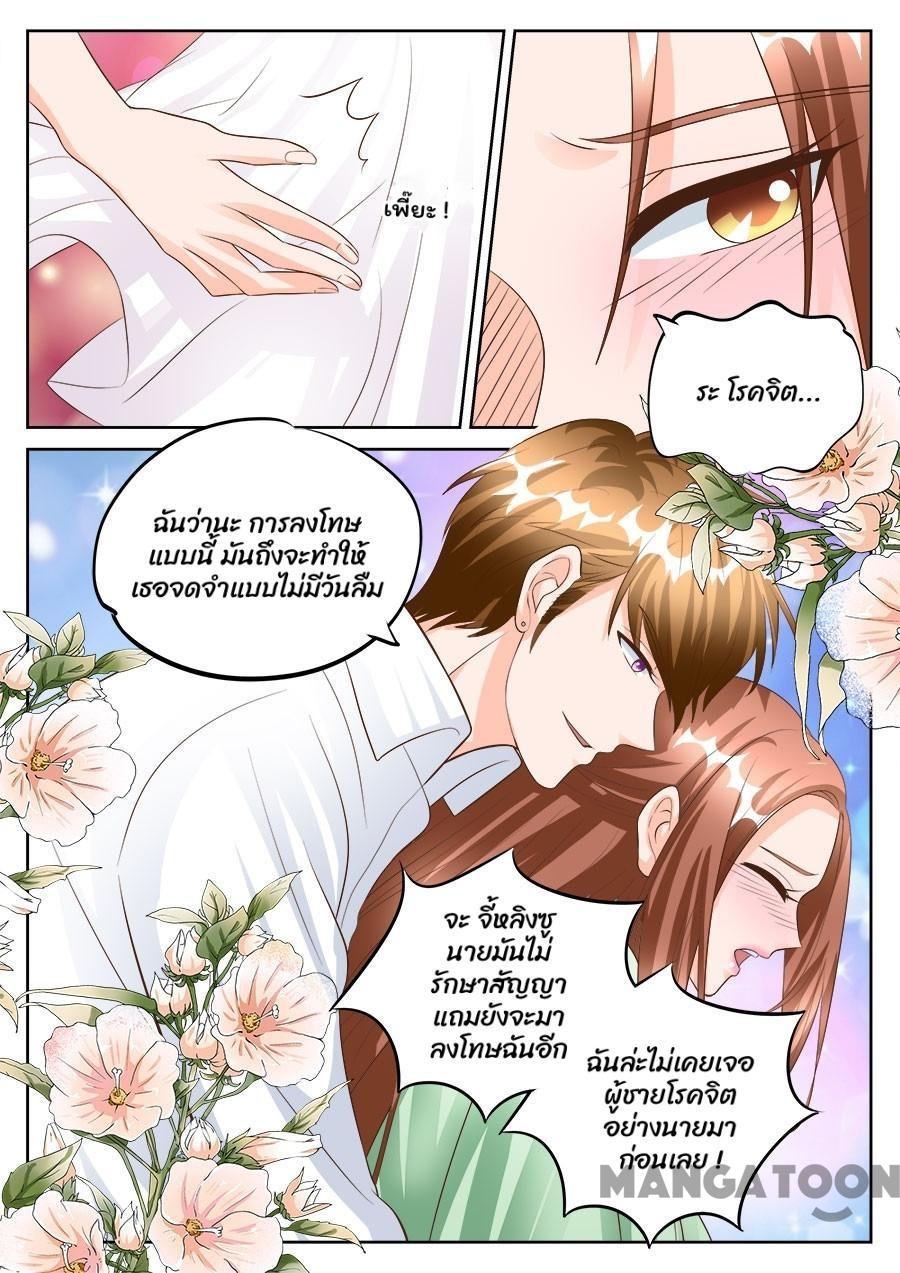 เพี๊ยะ !
ระ โรคจิต...
ฉันว่านะ การลงโทษ
แบบนี้ มันถึงจะทำให้
เธอจดจำแบบไม่มีวันลืม
จะ จี้หลิงซู
นายมันไม่
รักษาสัญญา
แถมยังจะมา
ลงโทษฉันอีก
ฉันล่ะไม่เคยเจอ
ผู้ชายโรคจิต
อย่างนายมา
ก่อนเลย !
MANGATOON